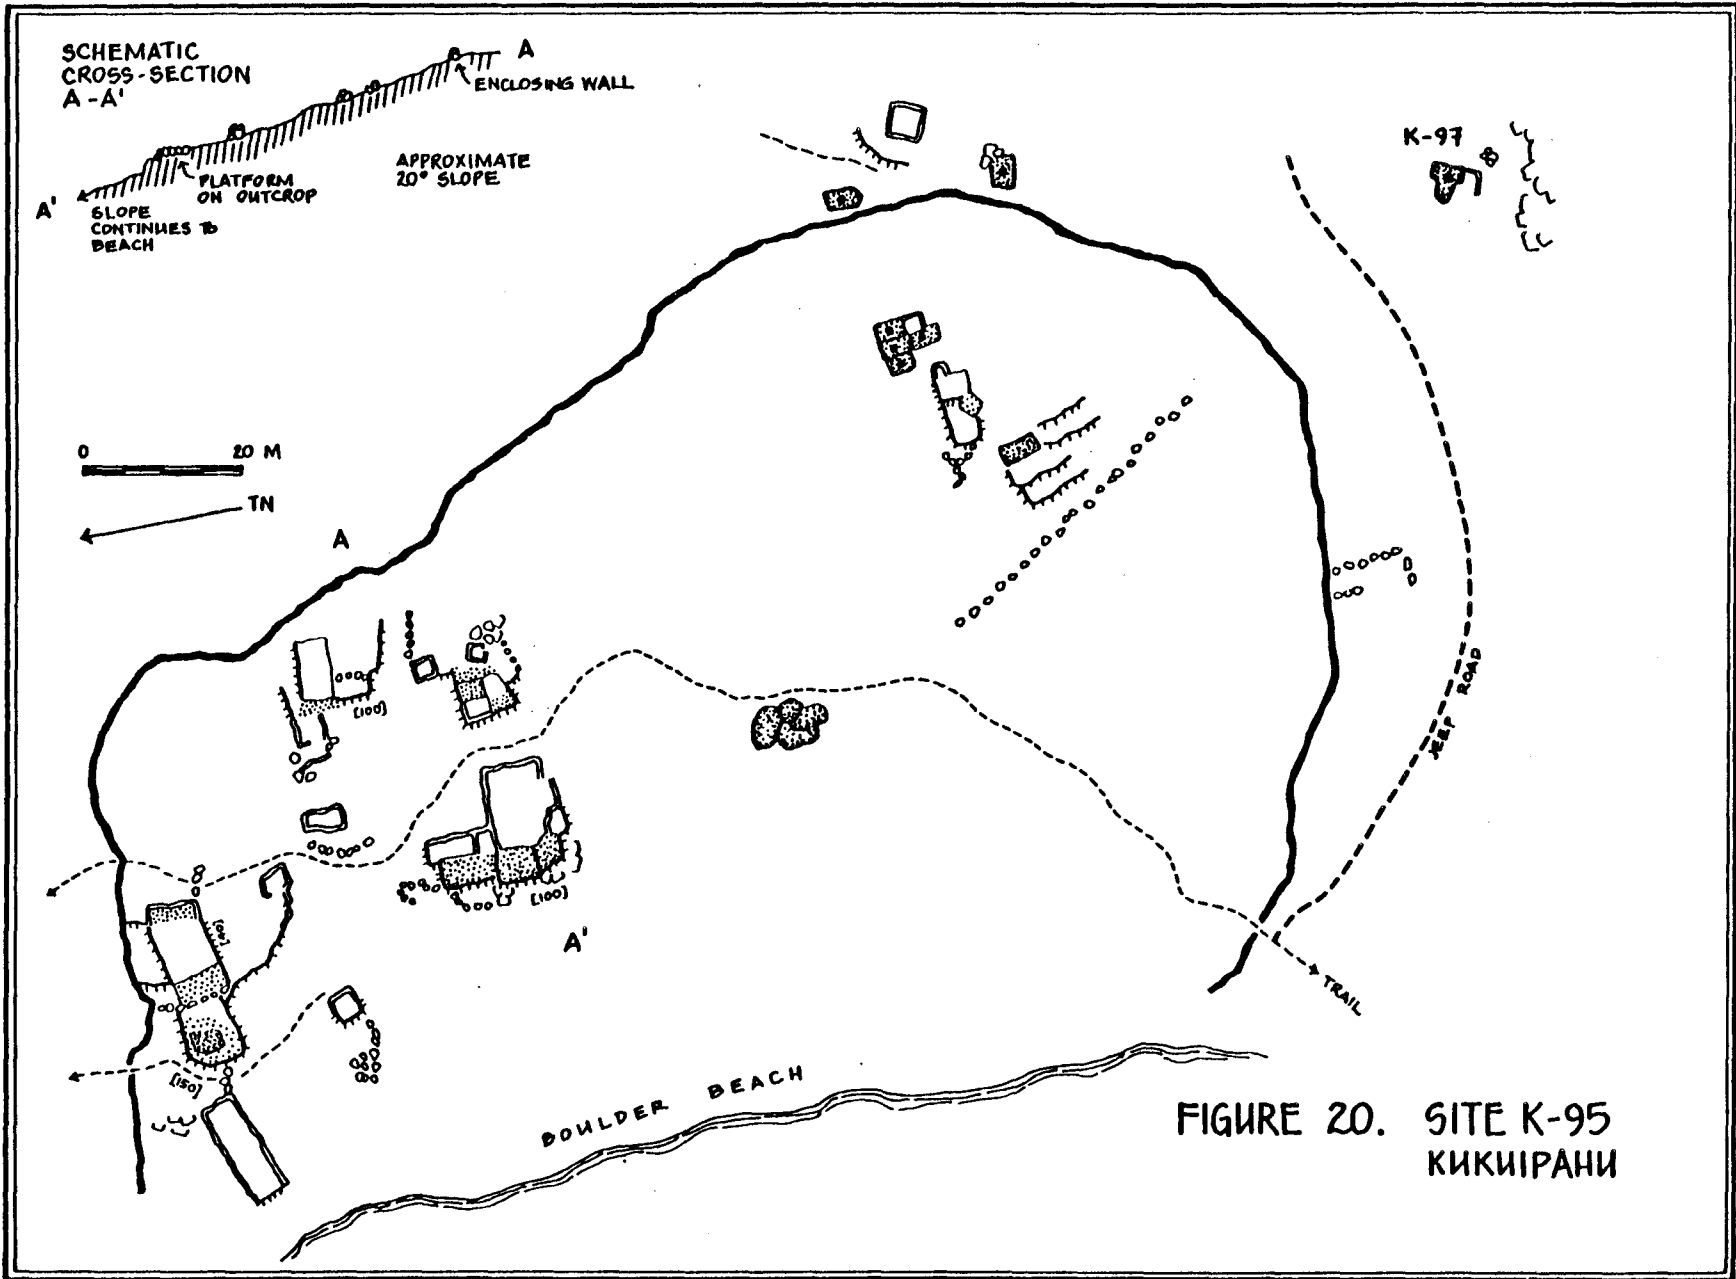 SCHEMATIC
CROSS-SECTION
A-A'
A
ENCLOSING WALL
APPROXIMATE
20° SLOPE
PLATFORM
ON OUTCROP
A'
SLOPE
CONTINUES TO
BEACH
K-97
0 20 M
TN
A
[100]
JEEP ROAD
[100]
A'
[40]
TRAIL
[150]
BOULDER BEACH
FIGURE 20. SITE K-95
KUKUIPAHU